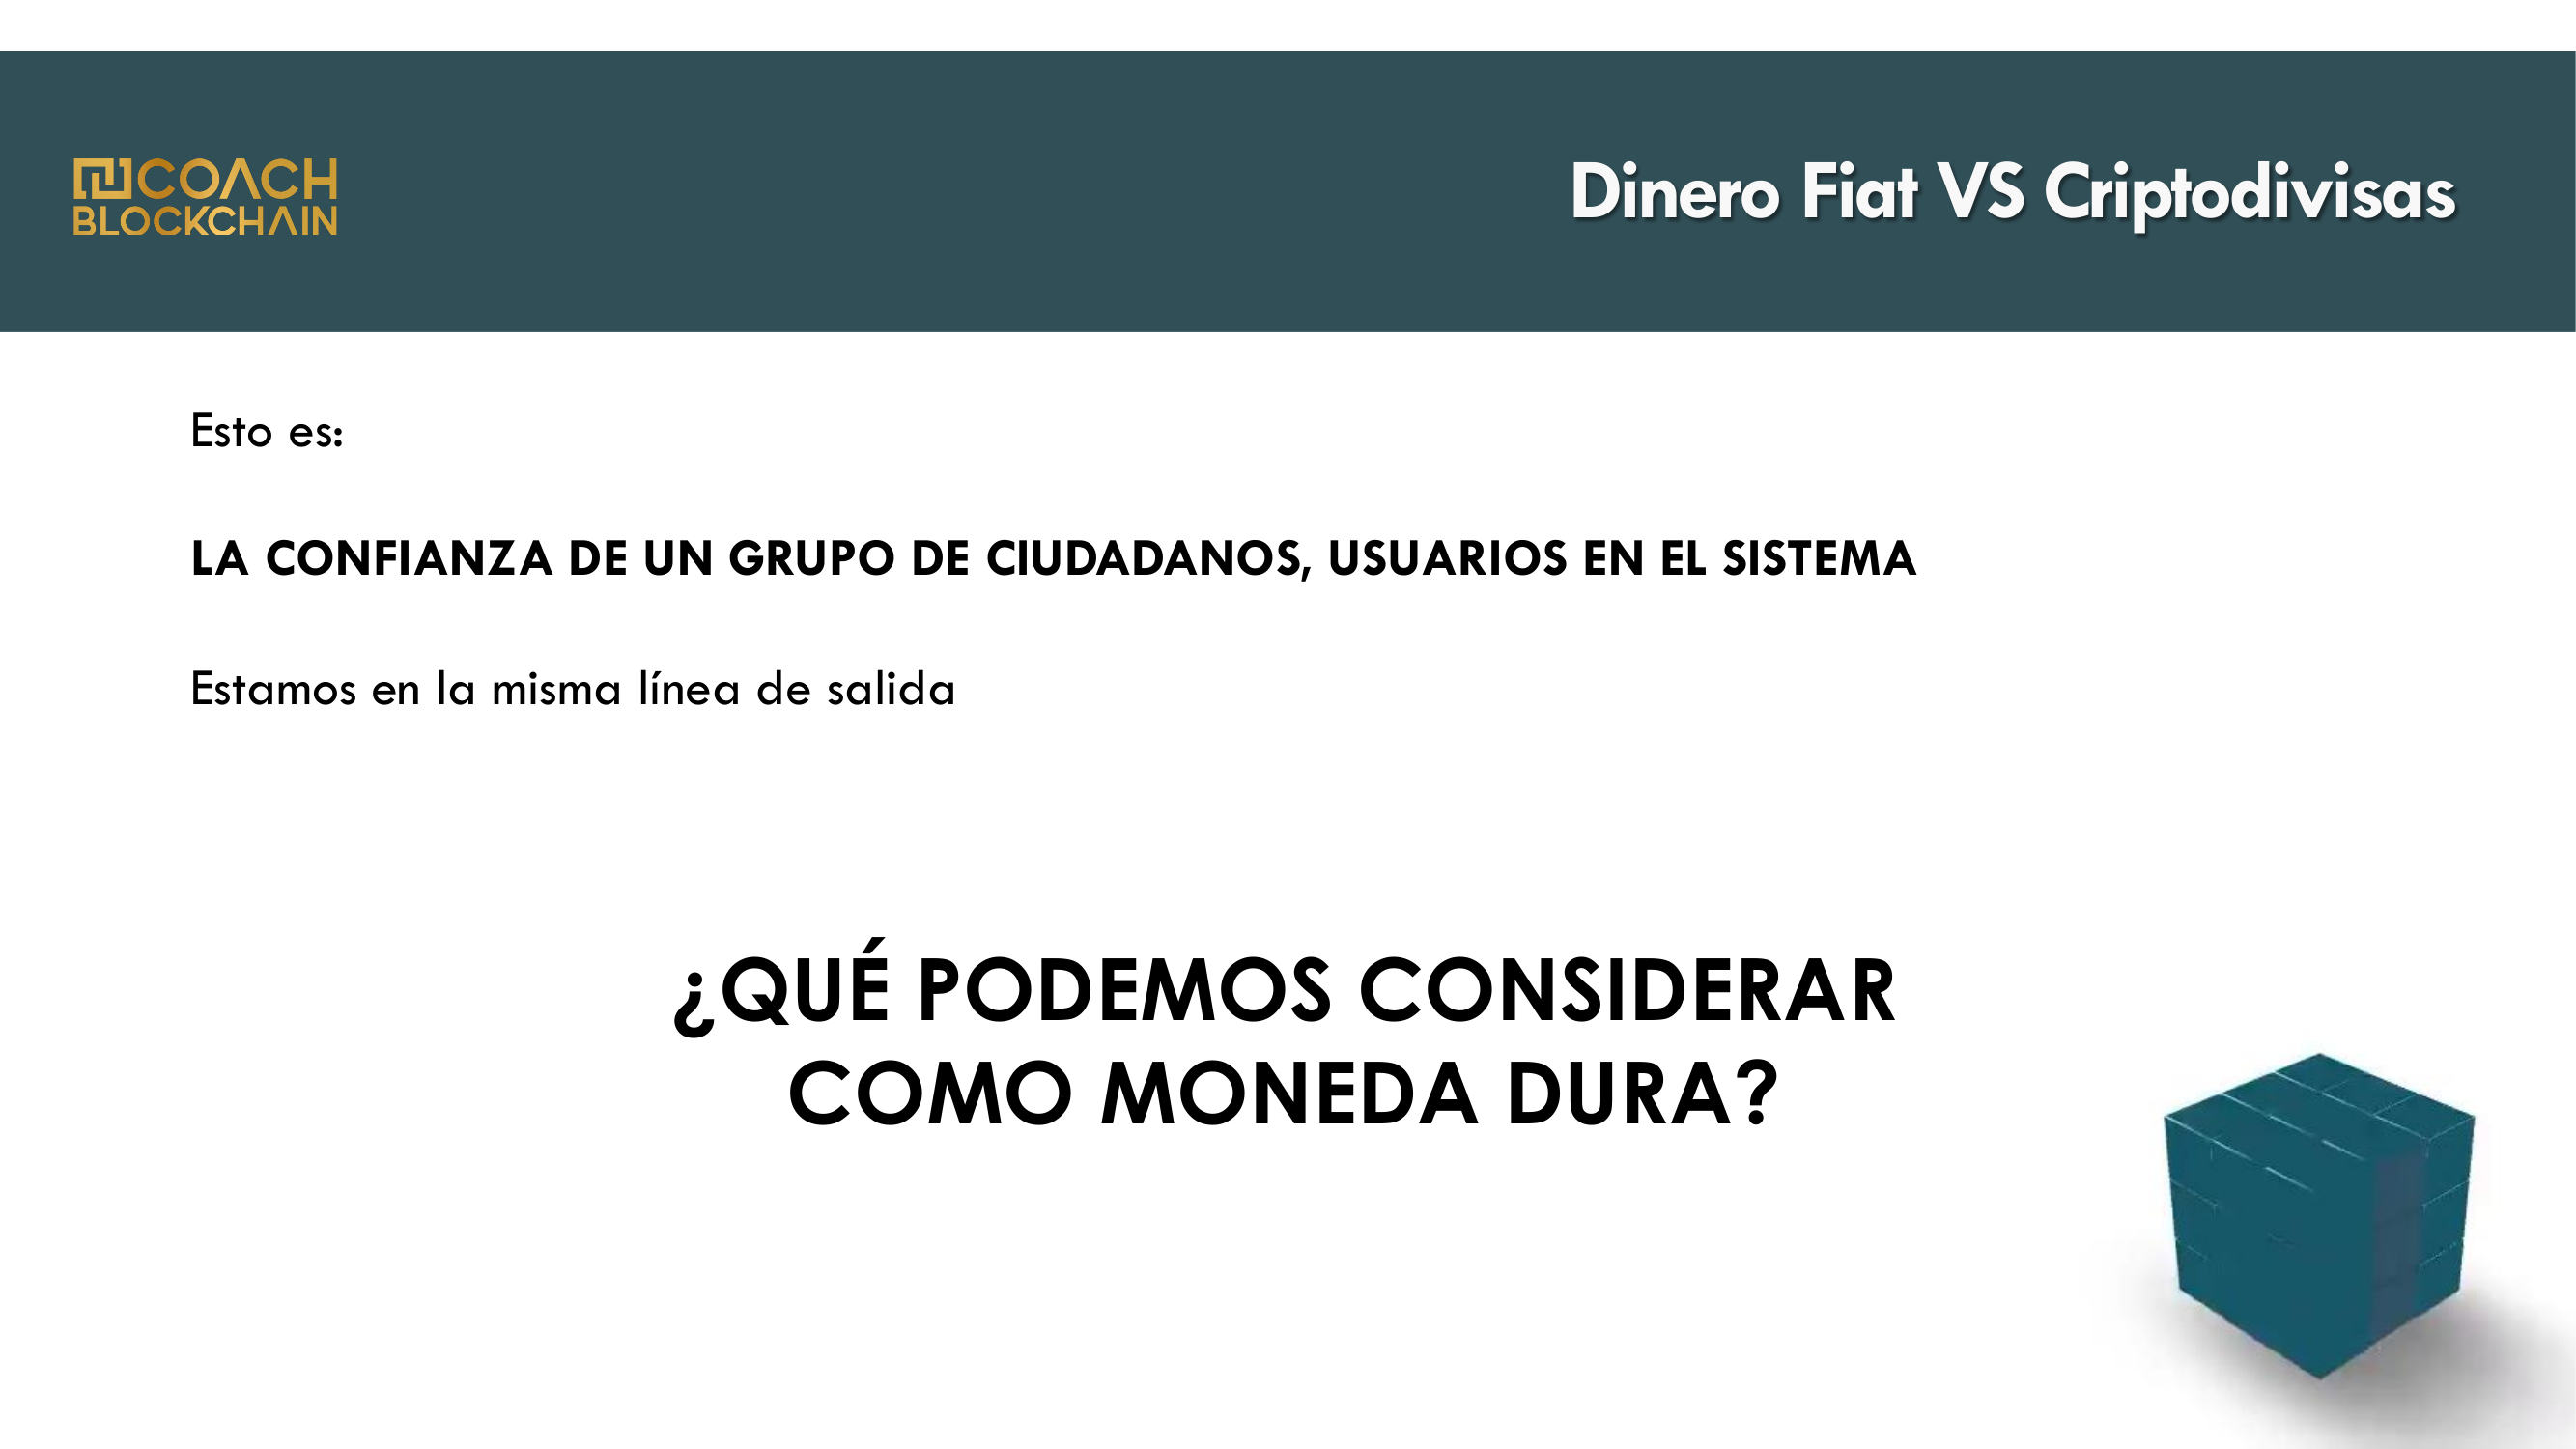 COACH
BLOCKCHAIN
Dinero Fiat VS Criptodivisas
Esto es:
LA CONFIANZA DE UN GRUPO DE CIUDADANOS, USUARIOS EN EL SISTEMA
Estamos en la misma línea de salida
¿QUÉ PODEMOS CONSIDERAR
COMO MONEDA DURA?